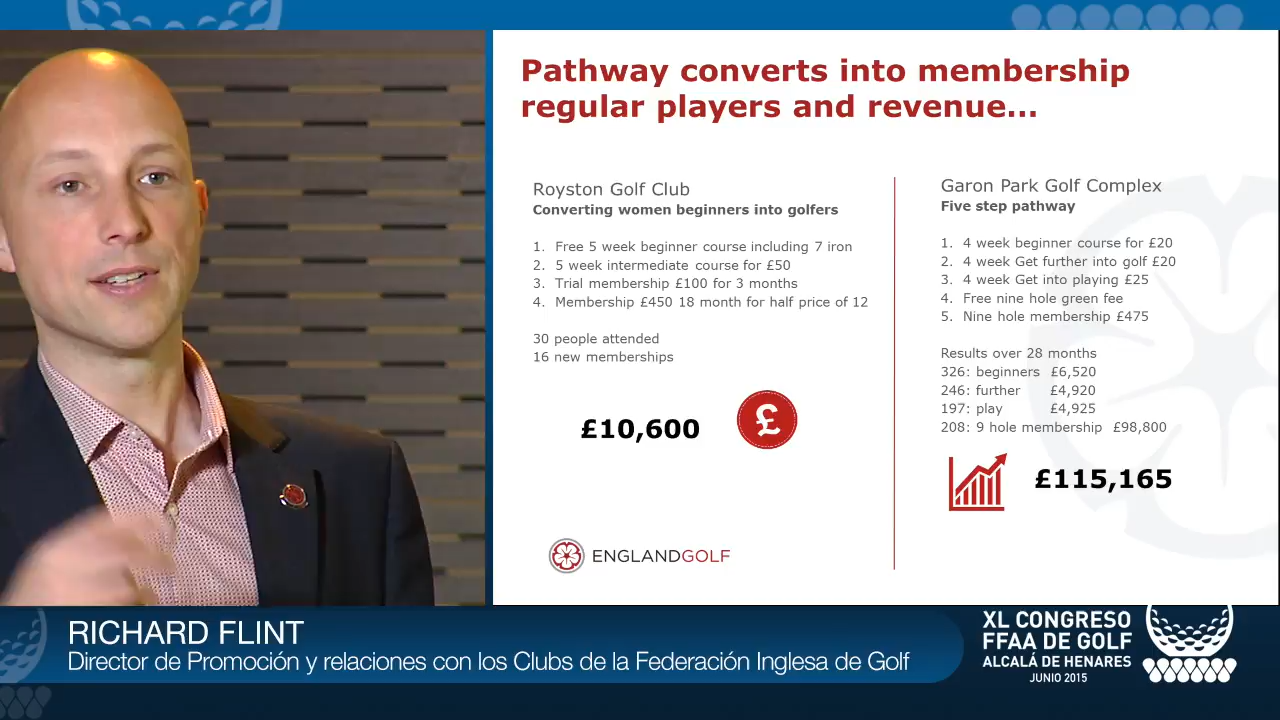 Pathway converts into membership
regular players and revenue...
Royston Golf Club
Converting women beginners into golfers
1. Free 5 week beginner course including 7 iron
2. 5 week intermediate course for £50
3. Trial membership £100 for 3 months
4. Membership £450 18 month for half price of 12
30 people attended
16 new memberships
£10,600
£
ENGLANDGOLF
Garon Park Golf Complex
Five step pathway
1. 4 week beginner course for £20
2. 4 week Get further into golf £20
3. 4 week Get into playing £25
4. Free nine hole green fee
5. Nine hole membership £475
Results over 28 months
326: beginners £6,520
246: further £4,920
197: play £4,925
208: 9 hole membership £98,800
£115,165
RICHARD FLINT
Director de Promoción y relaciones con los Clubs de la Federación Inglesa de Golf
XL CONGRESO
FFAA DE GOLF
ALCALÁ DE HENARES
JUNIO 2015